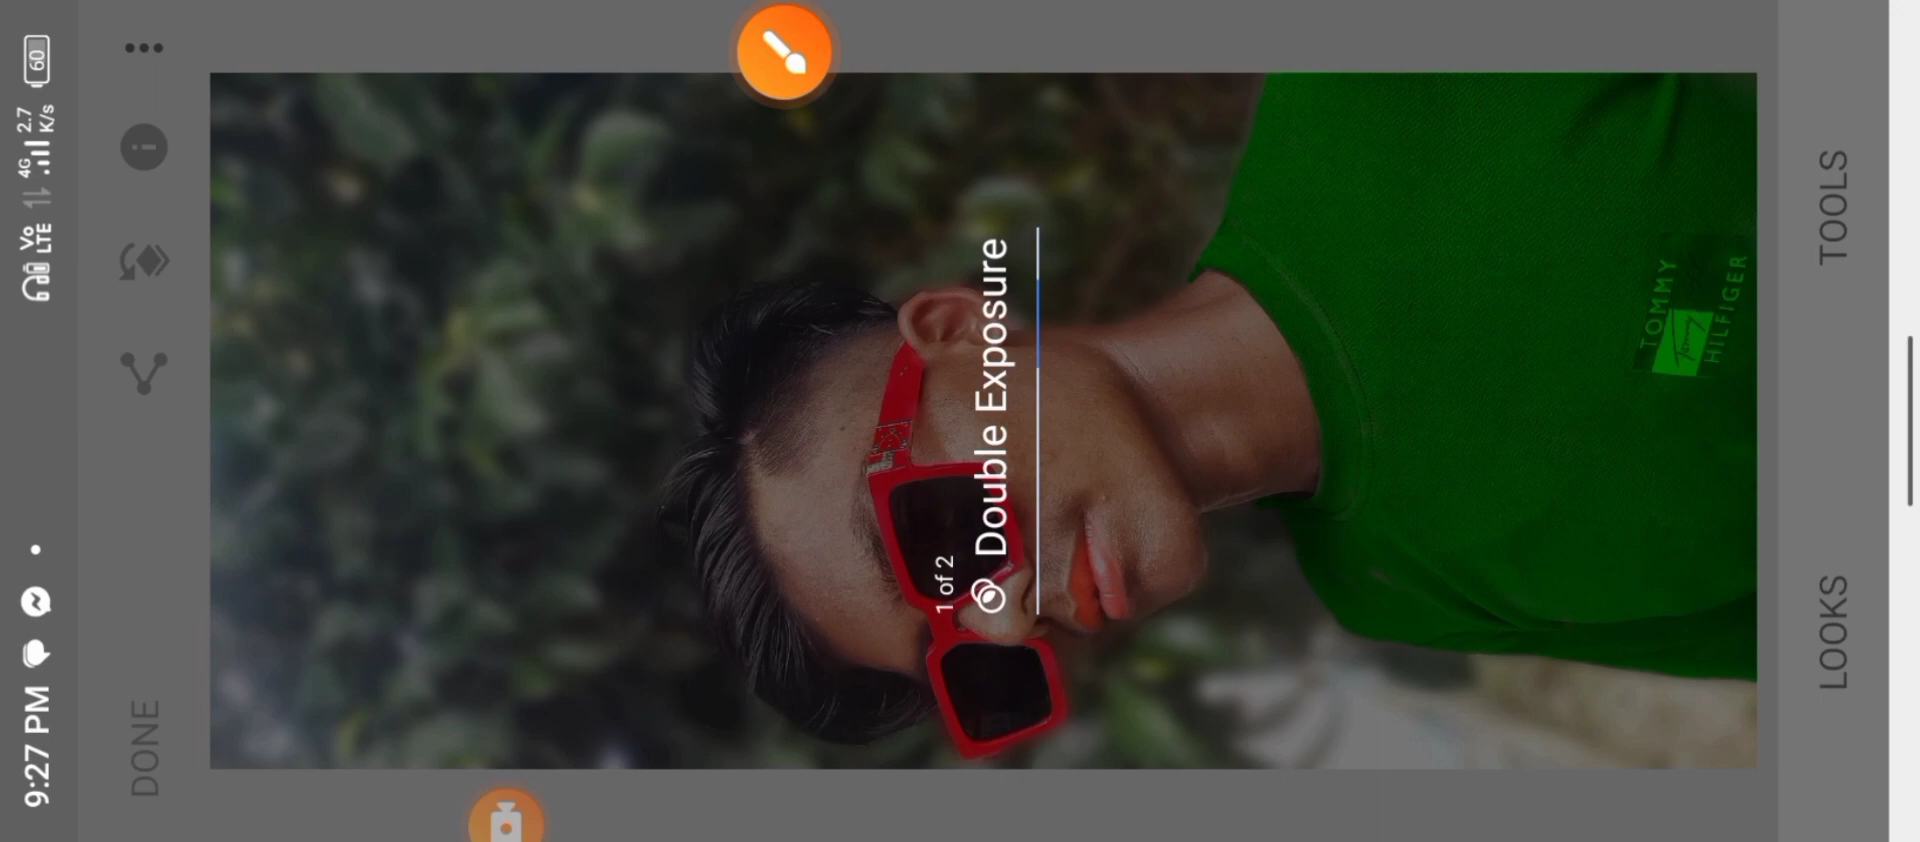 9:27 PM
Vo
LTE
4G
2.7
K/s
60
DONE
1 of 2
Double Exposure
TOMMY
HILFIGER
LOOKS
TOOLS